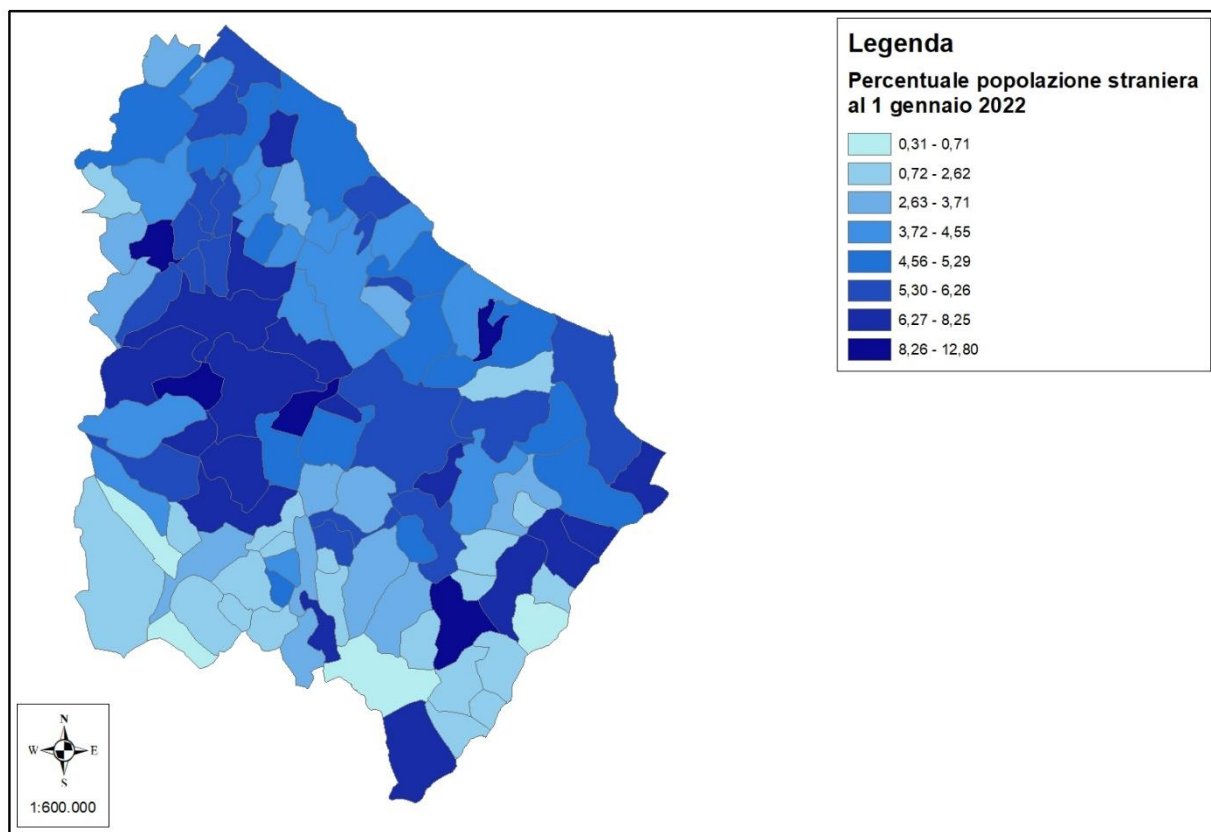 Legenda
Percentuale popolazione straniera
al 1 gennaio 2022
0,31 - 0,71
0,72 - 2,62
2,63 - 3,71
3,72 - 4,55
4,56 - 5,29
5,30 - 6,26
6,27 - 8,25
8,26 - 12,80
N
W E
S
1:600.000